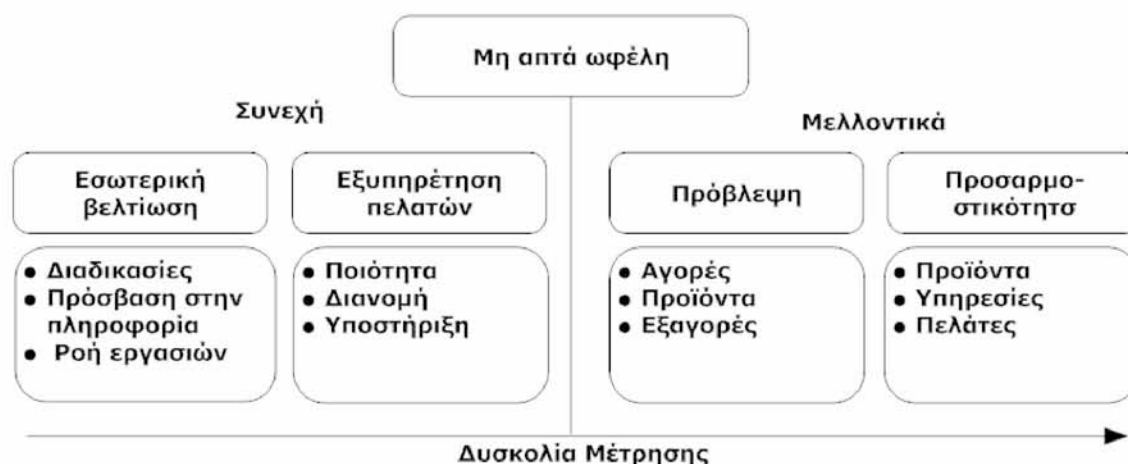 Μη απτά ωφέλη
Συνεχή
Μελλοντικά
Εσωτερική
βελτίωση
Εξυπηρέτηση
πελατών
Πρόβλεψη
Προσαρμο-
στικότητσ
• Διαδικασίες
• Πρόσβαση στην
πληροφορία
• Ροή εργασιών
• Ποιότητα
• Διανομή
• Υποστήριξη
• Αγορές
• Προϊόντα
• Εξαγορές
• Προϊόντα
• Υπηρεσίες
• Πελάτες
Δυσκολία Μέτρησης